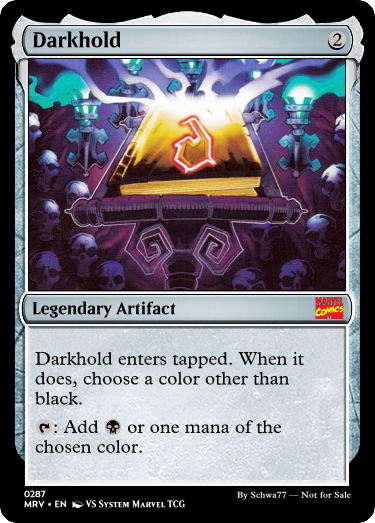 Darkhold 2
Legendary Artifact
MARVEL
COMICS
Darkhold enters tapped. When it
does, choose a color other than
black.
: Add or one mana of the
chosen color.
0287
MRV • EN VS System Marvel TCG
By Schwa77 — Not for Sale